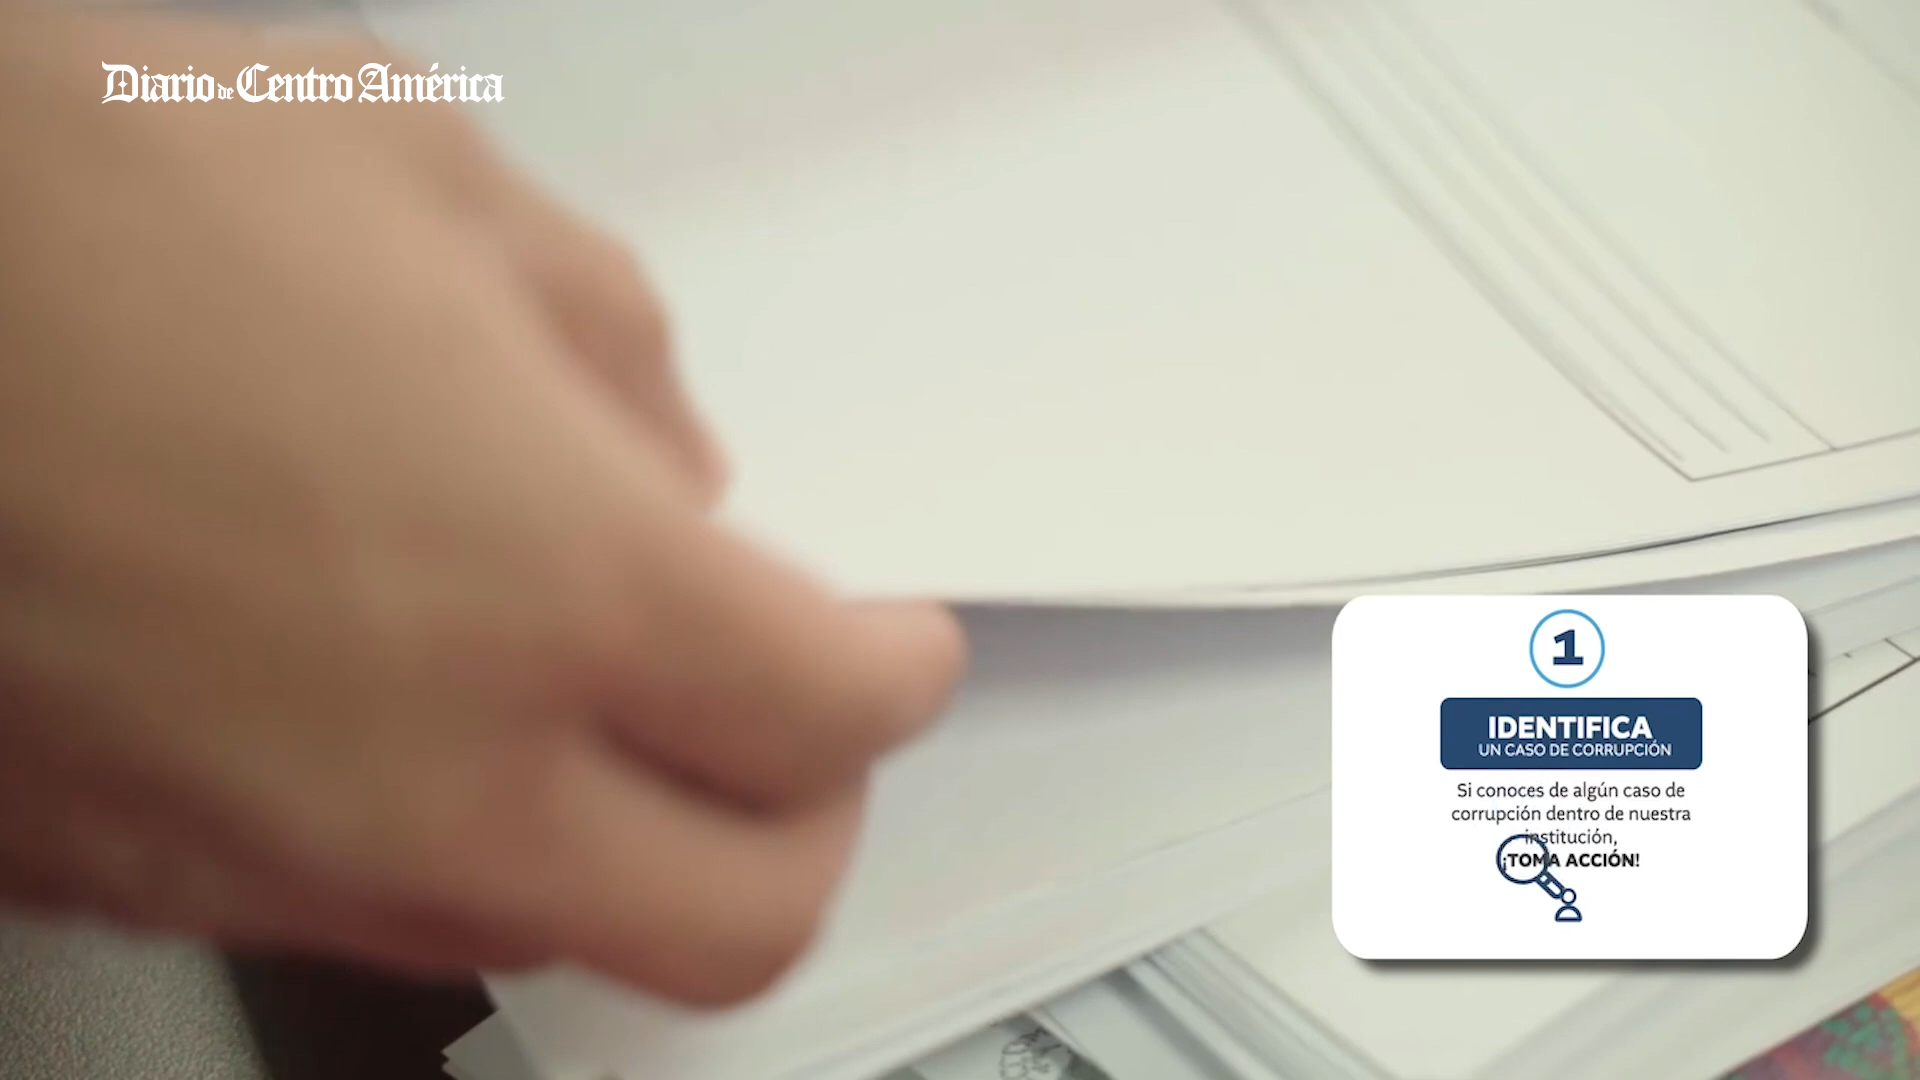 Diario de Centro América
1
IDENTIFICA
UN CASO DE CORRUPCIÓN
Si conoces de algún caso de
corrupción dentro de nuestra
institución,
¡TOMA ACCIÓN!